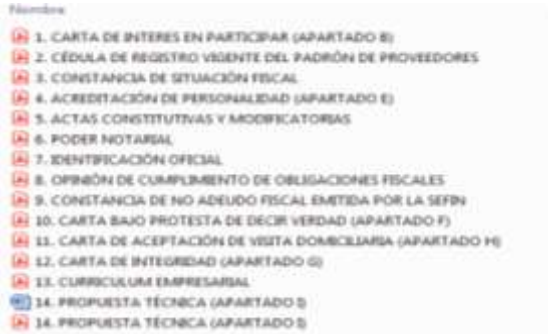 Nombre
1. CARTA DE INTERES EN PARTICIPAR (APARTADO B)
2. CÉDULA DE REGISTRO VIGENTE DEL PADRÓN DE PROVEEDORES
3. CONSTANCIA DE SITUACIÓN FISCAL
4. ACREDITACIÓN DE PERSONALIDAD (APARTADO E)
5. ACTAS CONSTITUTIVAS Y MODIFICATORIAS
6. PODER NOTARIAL
7. IDENTIFICACIÓN OFICIAL
8. OPINIÓN DE CUMPLIMIENTO DE OBLIGACIONES FISCALES
9. CONSTANCIA DE NO ADEUDO FISCAL EMITIDA POR LA SEFIN
10. CARTA BAJO PROTESTA DE DECIR VERDAD (APARTADO F)
11. CARTA DE ACEPTACIÓN DE VISITA DOMICILIARIA (APARTADO H)
12. CARTA DE INTEGRIDAD (APARTADO G)
13. CURRICULUM EMPRESARIAL
14. PROPUESTA TÉCNICA (APARTADO I)
14. PROPUESTA TÉCNICA (APARTADO I)